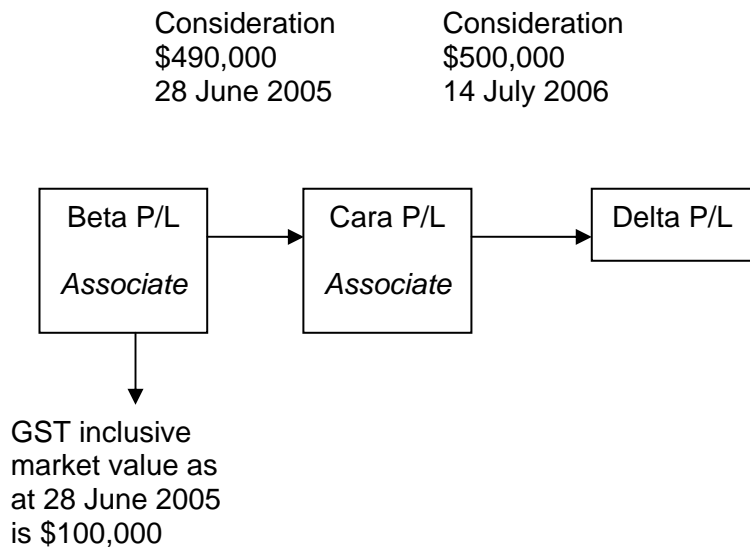 Consideration
$490,000
28 June 2005
Consideration
$500,000
14 July 2006
Beta P/L
Associate
Cara P/L
Associate
Delta P/L
GST inclusive
market value as
at 28 June 2005
is $100,000